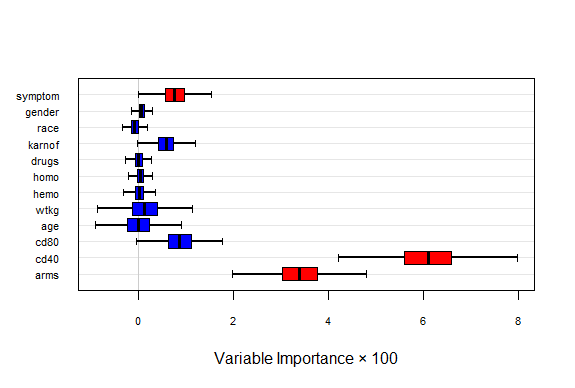 symptom
gender
race
karnof
drugs
homo
hemo
wtkg
age
cd80
cd40
arms
0 2 4 6 8
Variable Importance × 100